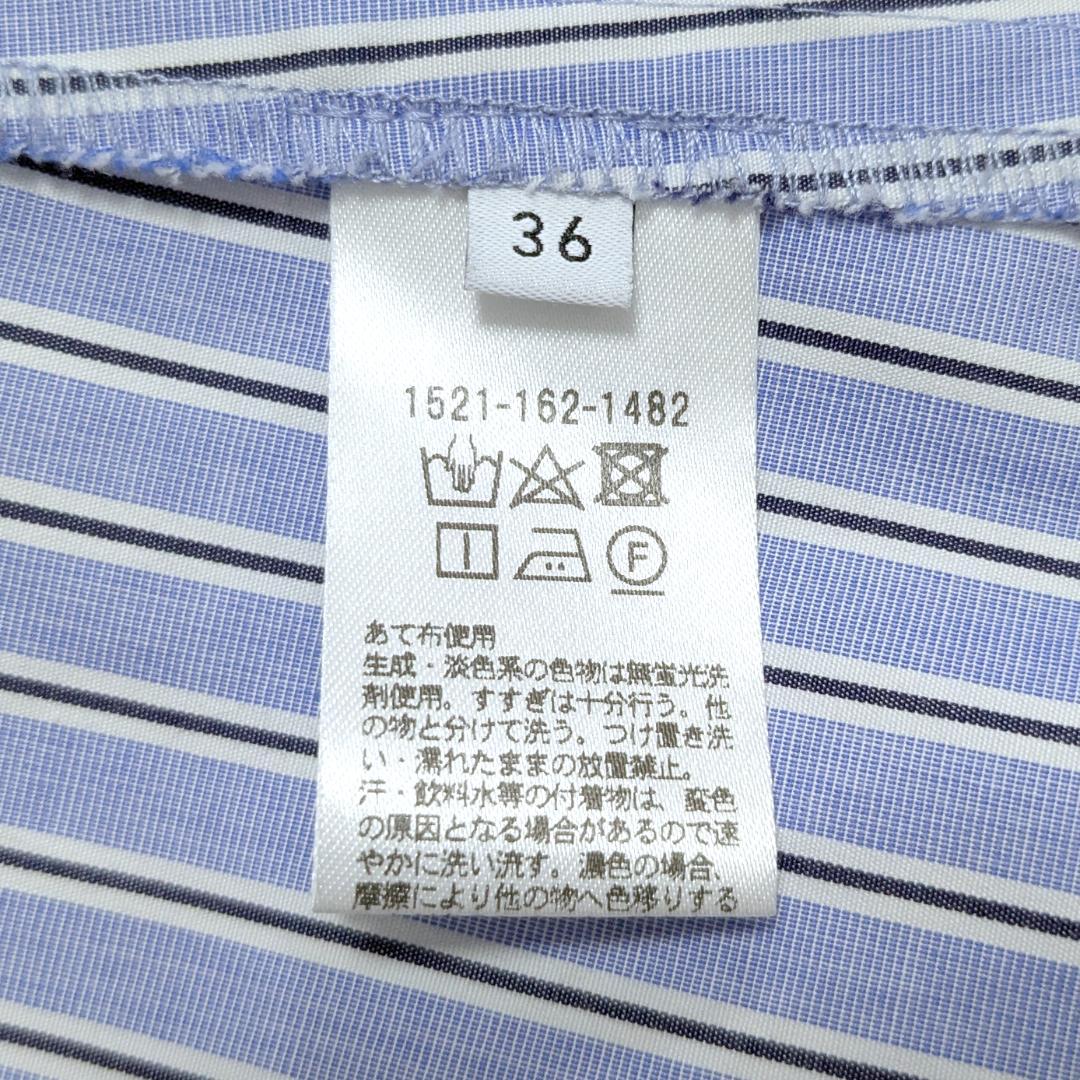 36
1521-162-1482
F
あて布使用
生成・淡色系の色物は無蛍光洗
剤使用。すすぎは十分行う。他
の物と分けて洗う。つけ置き洗
い・濡れたままの放置禁止。
汗・飲料水等の付着物は、変色
の原因となる場合があるので速
やかに洗い流す。濃色の場合、
摩擦により他の物へ色移りする